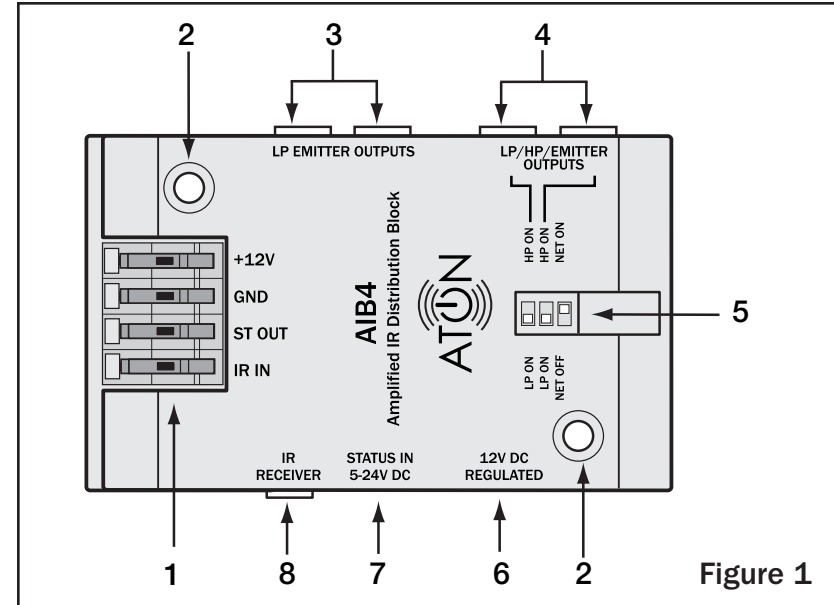 2
3
4
LP EMITTER OUTPUTS
LP/HP/EMITTER
OUTPUTS
HP ON
HP ON
NET ON
+12V
GND
ST OUT
IR IN
AIB4
Amplified IR Distribution Block
ATON
5
LP ON
LP ON
NET OFF
IR
RECEIVER
STATUS IN
5-24V DC
12V DC
REGULATED
1
8
7
6
2
Figure 1